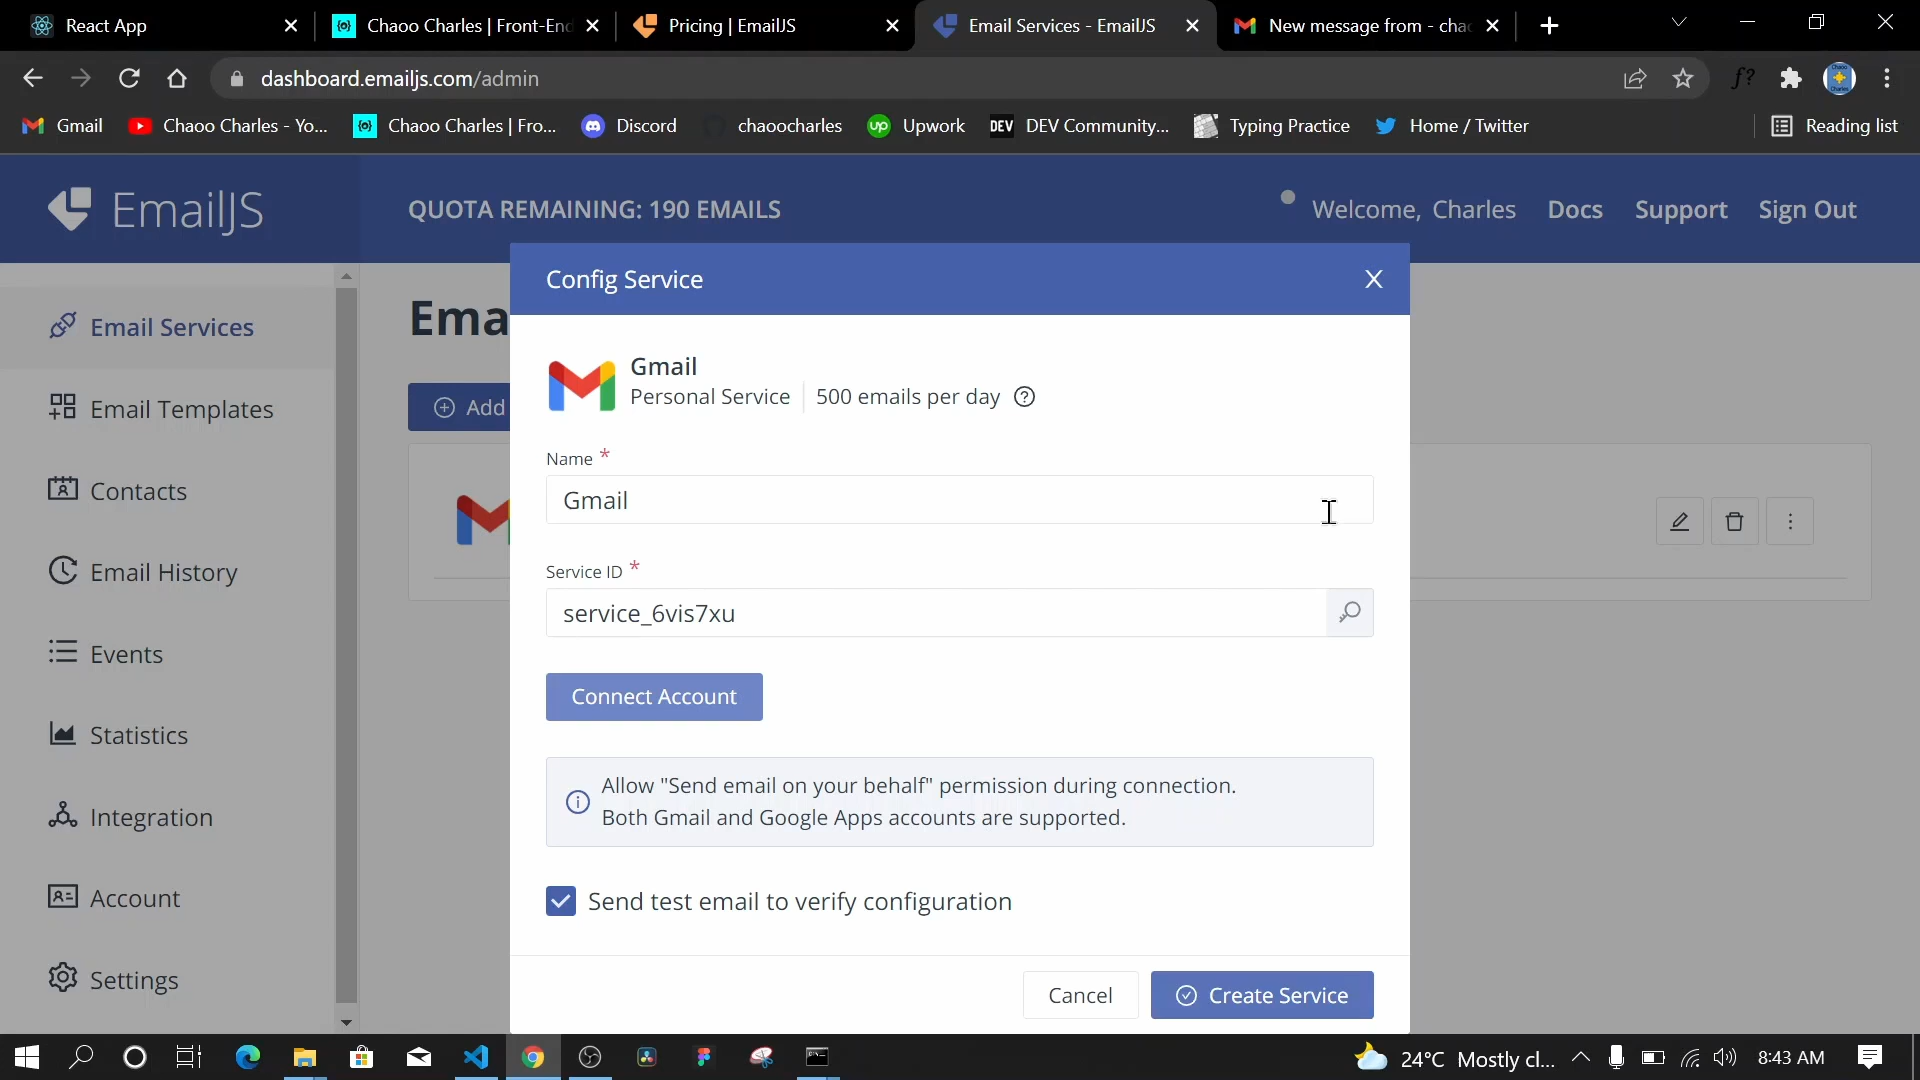 React App
Chaoo Charles | Front-End
Pricing | EmailJS
Email Services - EmailJS
New message from - chao
dashboard.emailjs.com/admin
f?
Gmail
Chaoo Charles - Yo...
Chaoo Charles | Fro...
Discord
chaoocharles
up
Upwork
DEV
DEV Community...
Typing Practice
Home / Twitter
Reading list
EmailJS
QUOTA REMAINING: 190 EMAILS
Welcome, Charles
Docs
Support
Sign Out
Email Services
Email Templates
Contacts
Email History
Events
Statistics
Integration
Account
Settings
Ema
Add
Config Service
X
Gmail
Personal Service
500 emails per day
Name *
Gmail
Service ID *
service_6vis7xu
Connect Account
Allow "Send email on your behalf" permission during connection.
Both Gmail and Google Apps accounts are supported.
Send test email to verify configuration
Cancel
Create Service
24°C Mostly cl...
8:43 AM